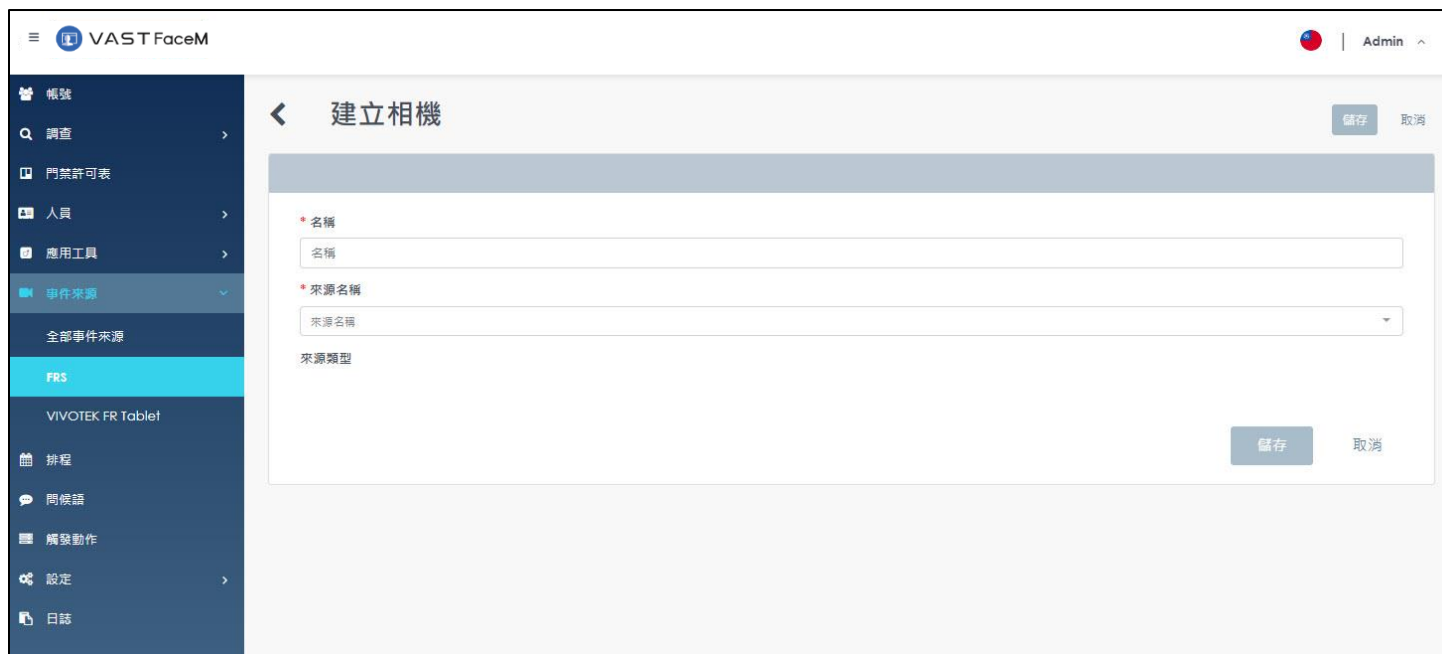 VAST FaceM
Admin
帳號
調查
門禁許可表
人員
應用工具
事件來源
全部事件來源
FRS
VIVOTEK FR Tablet
排程
問候語
觸發動作
設定
日誌
建立相機
儲存 取消
* 名稱
名稱
* 來源名稱
來源名稱
來源類型
儲存 取消